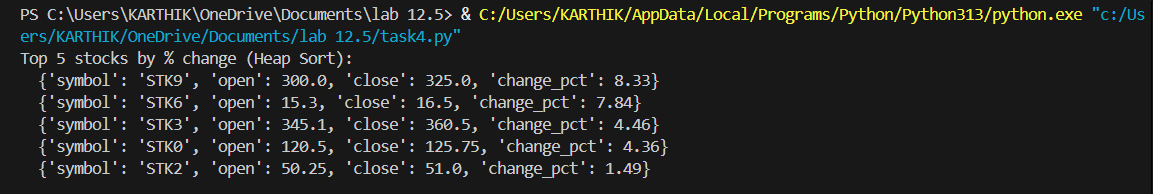 PS C:\Users\KARTHIK\OneDrive\Documents\lab 12.5> & C:/Users/KARTHIK/AppData/Local/Programs/Python/Python313/python.exe "c:/Us
ers/KARTHIK/OneDrive/Documents/lab 12.5/task4.py"
Top 5 stocks by % change (Heap Sort):
  {'symbol': 'STK9', 'open': 300.0, 'close': 325.0, 'change_pct': 8.33}
  {'symbol': 'STK6', 'open': 15.3, 'close': 16.5, 'change_pct': 7.84}
  {'symbol': 'STK3', 'open': 345.1, 'close': 360.5, 'change_pct': 4.46}
  {'symbol': 'STK0', 'open': 120.5, 'close': 125.75, 'change_pct': 4.36}
  {'symbol': 'STK2', 'open': 50.25, 'close': 51.0, 'change_pct': 1.49}